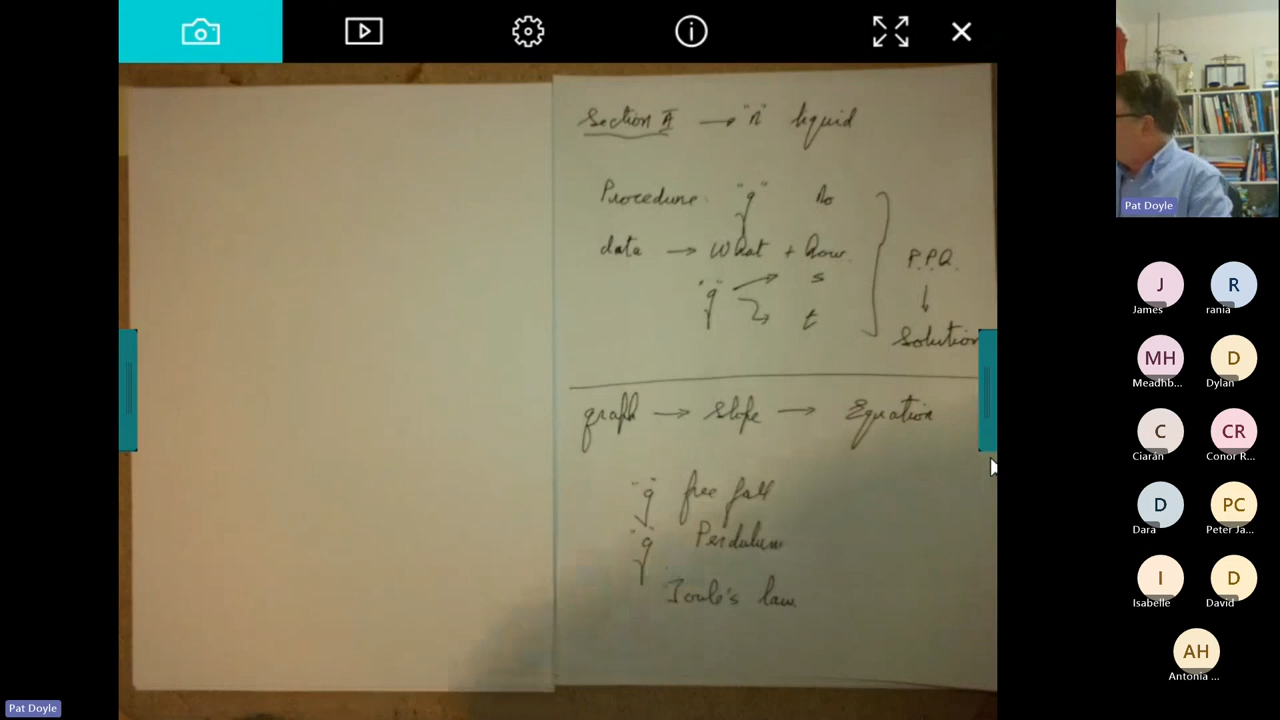 Section A → "n" liquid
Procedure "g" no
data → What + how
"g" s
t
P.P.Q.
↓
Solution
graph → Slope → Equation
"g" free fall
"g" Pendulum
Joule's law
Pat Doyle
J
James
R
rania
MH
Meadhb...
D
Dylan
C
Ciarán
CR
Conor R...
D
Dara
PC
Peter Ja...
I
Isabelle
D
David
AH
Antonia ...
Pat Doyle